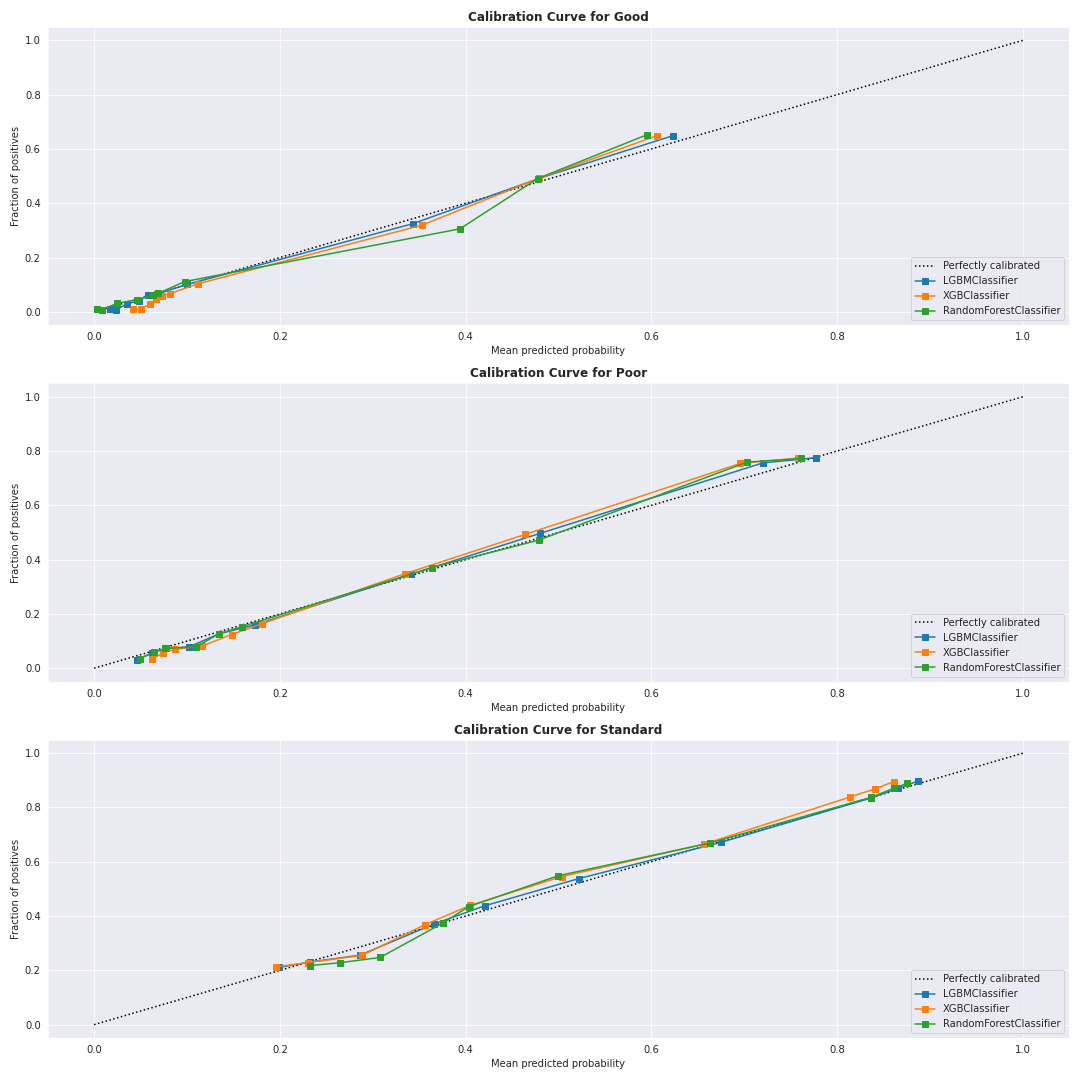 Calibration Curve for Good
1.0
0.8
0.6
0.4
0.2
0.0
Fraction of positives
Perfectly calibrated
LGBMClassifier
XGBClassifier
RandomForestClassifier
0.0 0.2 0.4 0.6 0.8 1.0
Mean predicted probability
Calibration Curve for Poor
1.0
0.8
0.6
0.4
0.2
0.0
Fraction of positives
Perfectly calibrated
LGBMClassifier
XGBClassifier
RandomForestClassifier
0.0 0.2 0.4 0.6 0.8 1.0
Mean predicted probability
Calibration Curve for Standard
1.0
0.8
0.6
0.4
0.2
0.0
Fraction of positives
Perfectly calibrated
LGBMClassifier
XGBClassifier
RandomForestClassifier
0.0 0.2 0.4 0.6 0.8 1.0
Mean predicted probability